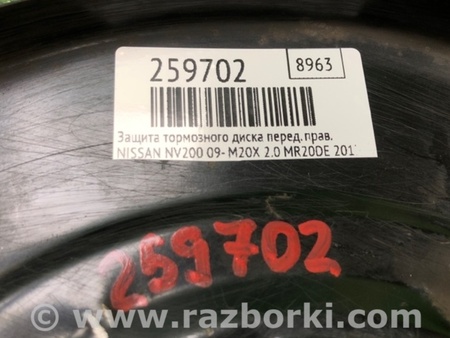 259702
8963
Защита тормозного диска перед. прав.
NISSAN NV200 09- M20X 2.0 MR20DE 201
259702
www.razborki.com